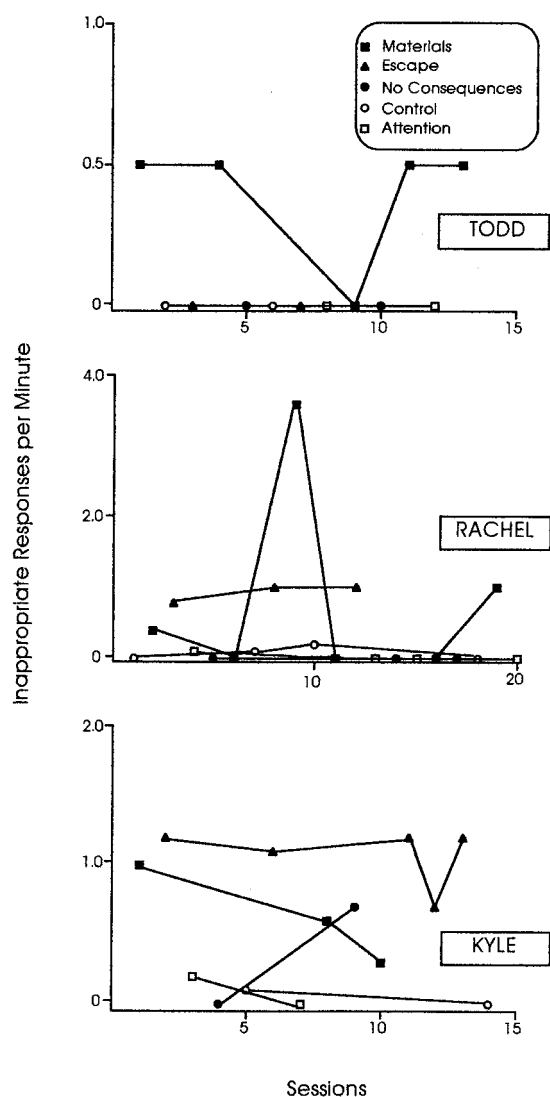 1.0
Materials
Escape
No Consequences
Control
Attention
0.5
TODD
0
5
10
15
Inappropriate Responses per Minute
4.0
2.0
RACHEL
0
10
20
2.0
1.0
KYLE
0
5
10
15
Sessions